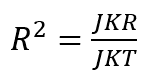 R² = JKR/JKT